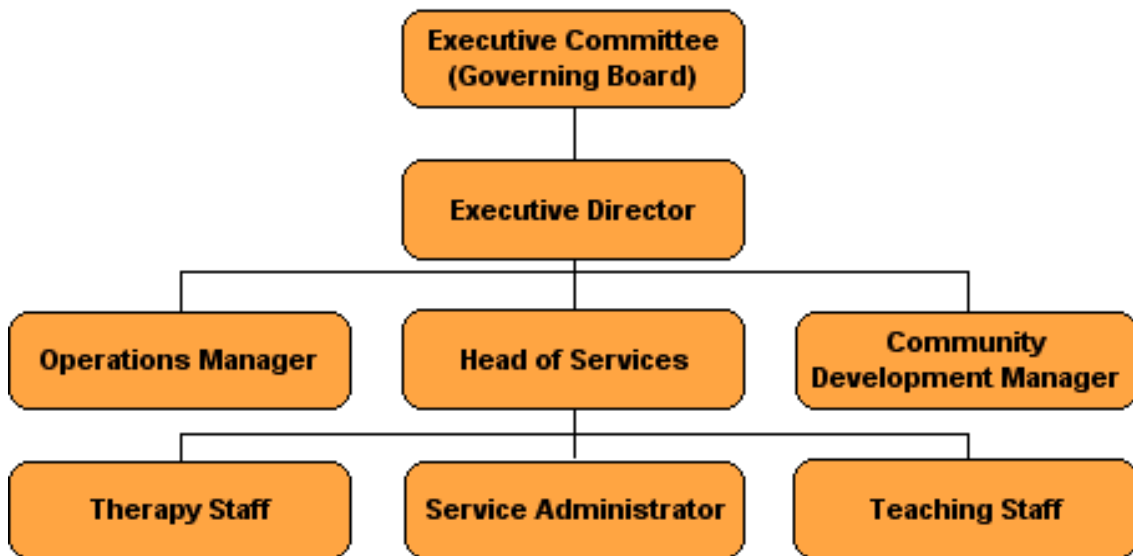 Executive Committee
(Governing Board)
Executive Director
Operations Manager
Head of Services
Community
Development Manager
Therapy Staff
Service Administrator
Teaching Staff